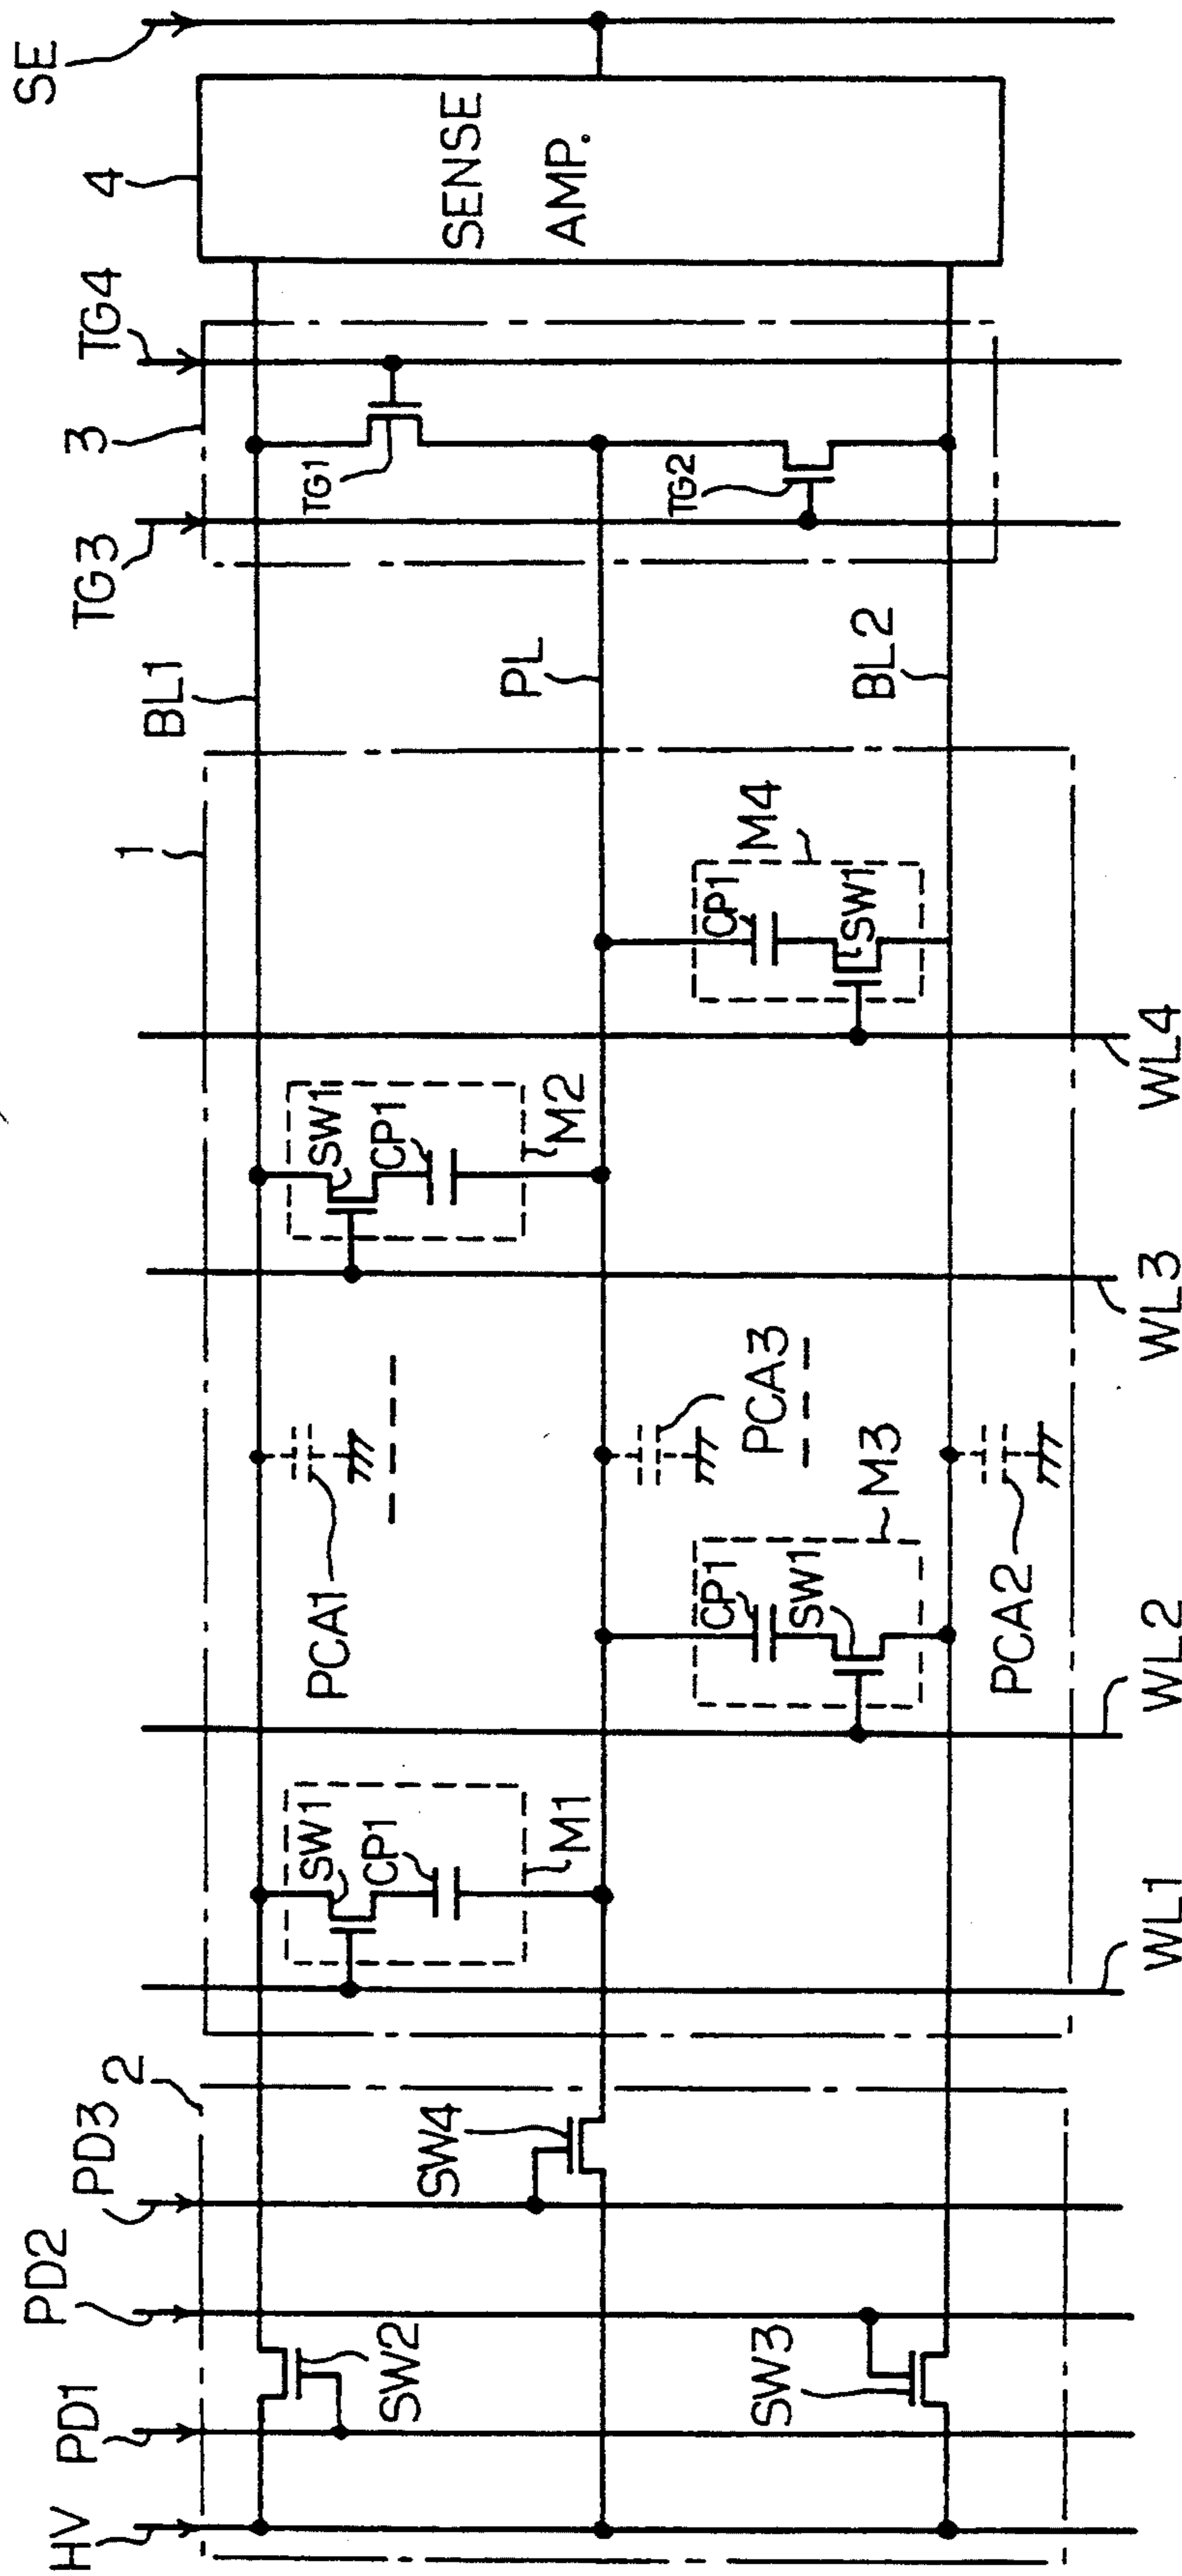 HV
PD1
PD2
PD3
2
SW2
SW3
SW4
1
WL1
SW1
CP1
M1
WL2
CP1
SW1
M3
PCA1
PCA3
PCA2
WL3
SW1
CP1
M2
WL4
CP1
SW1
M4
BL1
PL
BL2
TG3
3
TG4
TG1
TG2
4
SENSE
AMP.
SE